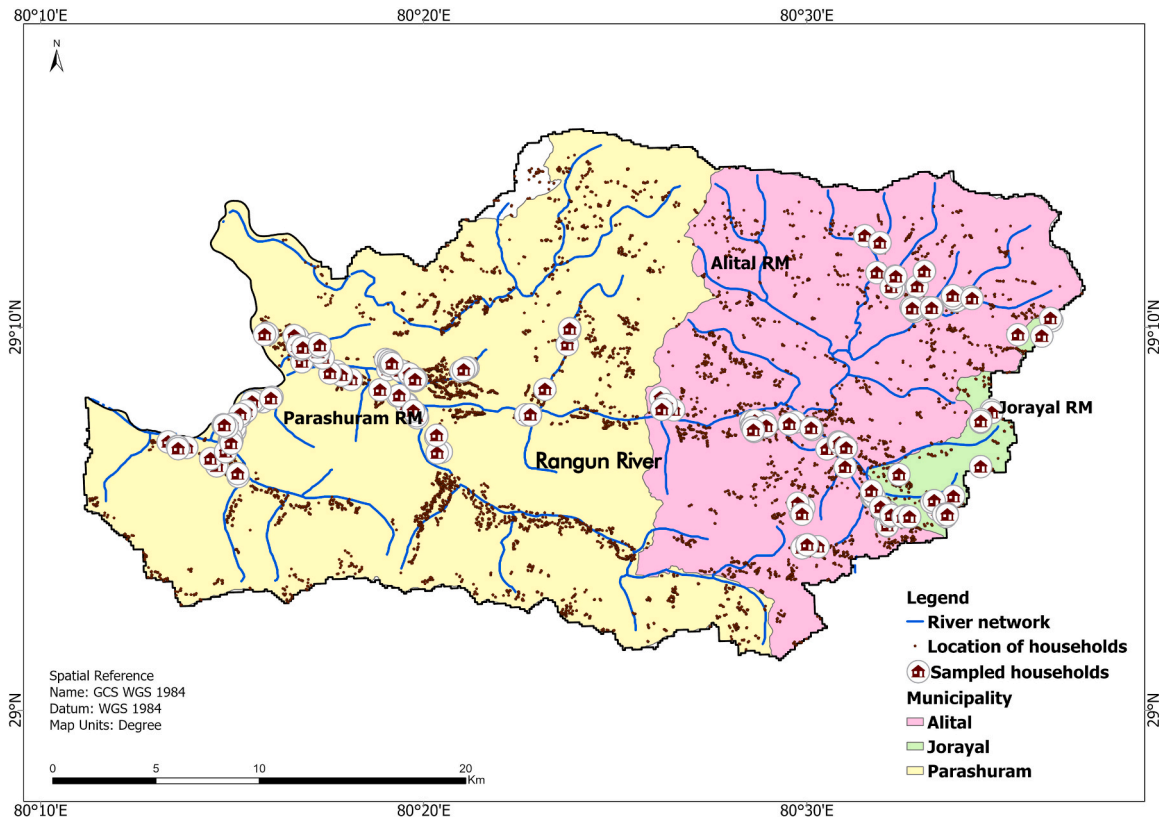 80°10'E 80°20'E 80°30'E
N
29°10'N
29°10'N
Alital RM
Parashuram RM
Jorayal RM
Rangun River
29°N
29°N
Legend
River network
Location of households
Sampled households
Municipality
Alital
Jorayal
Parashuram
Spatial Reference
Name: GCS WGS 1984
Datum: WGS 1984
Map Units: Degree
0 5 10 20
Km
80°10'E 80°20'E 80°30'E